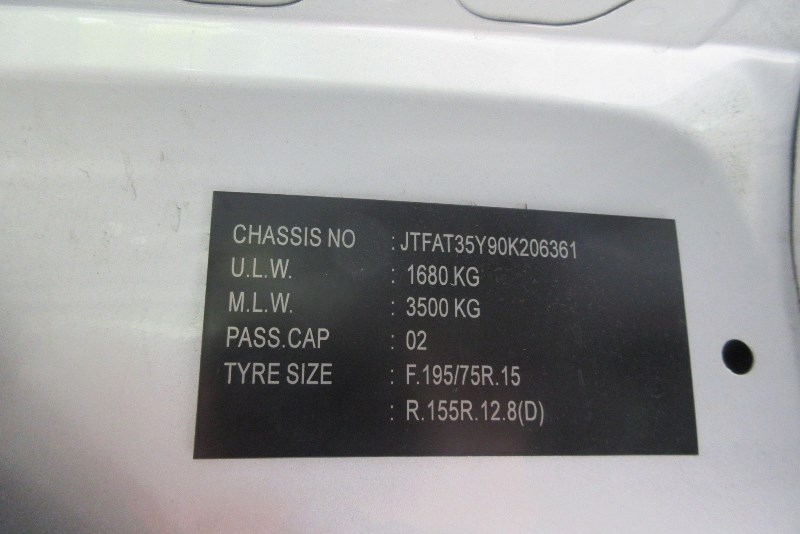 CHASSIS NO : JTFAT35Y90K206361
U.L.W. : 1680 KG
M.L.W. : 3500 KG
PASS.CAP : 02
TYRE SIZE : F.195/75R.15
: R.155R.12.8(D)